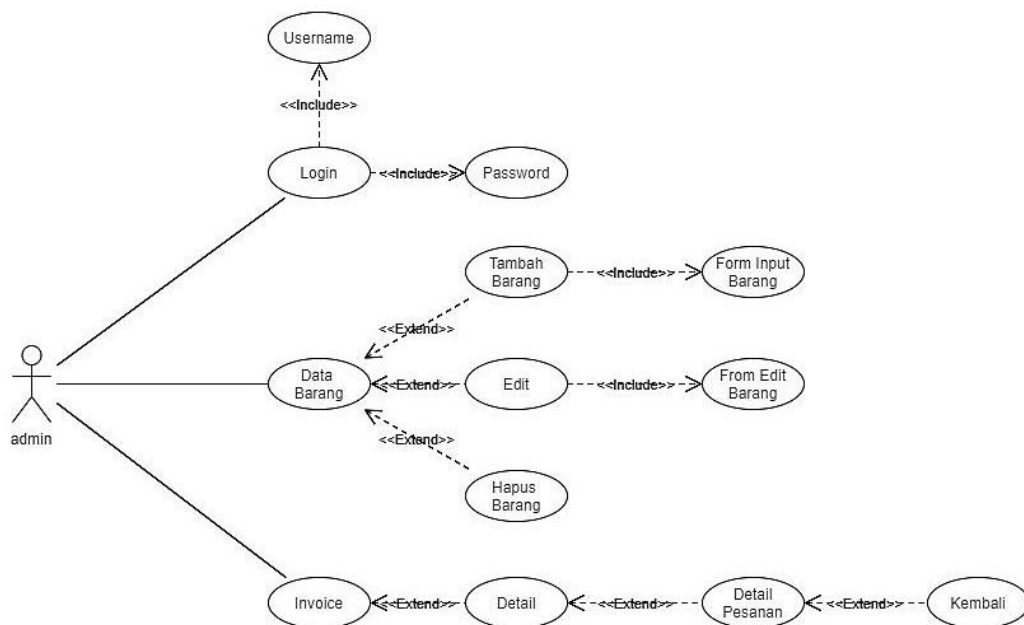 Username
<<Include>>
Login
<<Include>>
Password
Tambah
Barang
<<Include>>
Form Input
Barang
<<Extend>>
admin
Data
Barang
<<Extend>>
Edit
<<Include>>
From Edit
Barang
<<Extend>>
Hapus
Barang
Invoice
<<Extend>>
Detail
<<Extend>>
Detail
Pesanan
<<Extend>>
Kembali